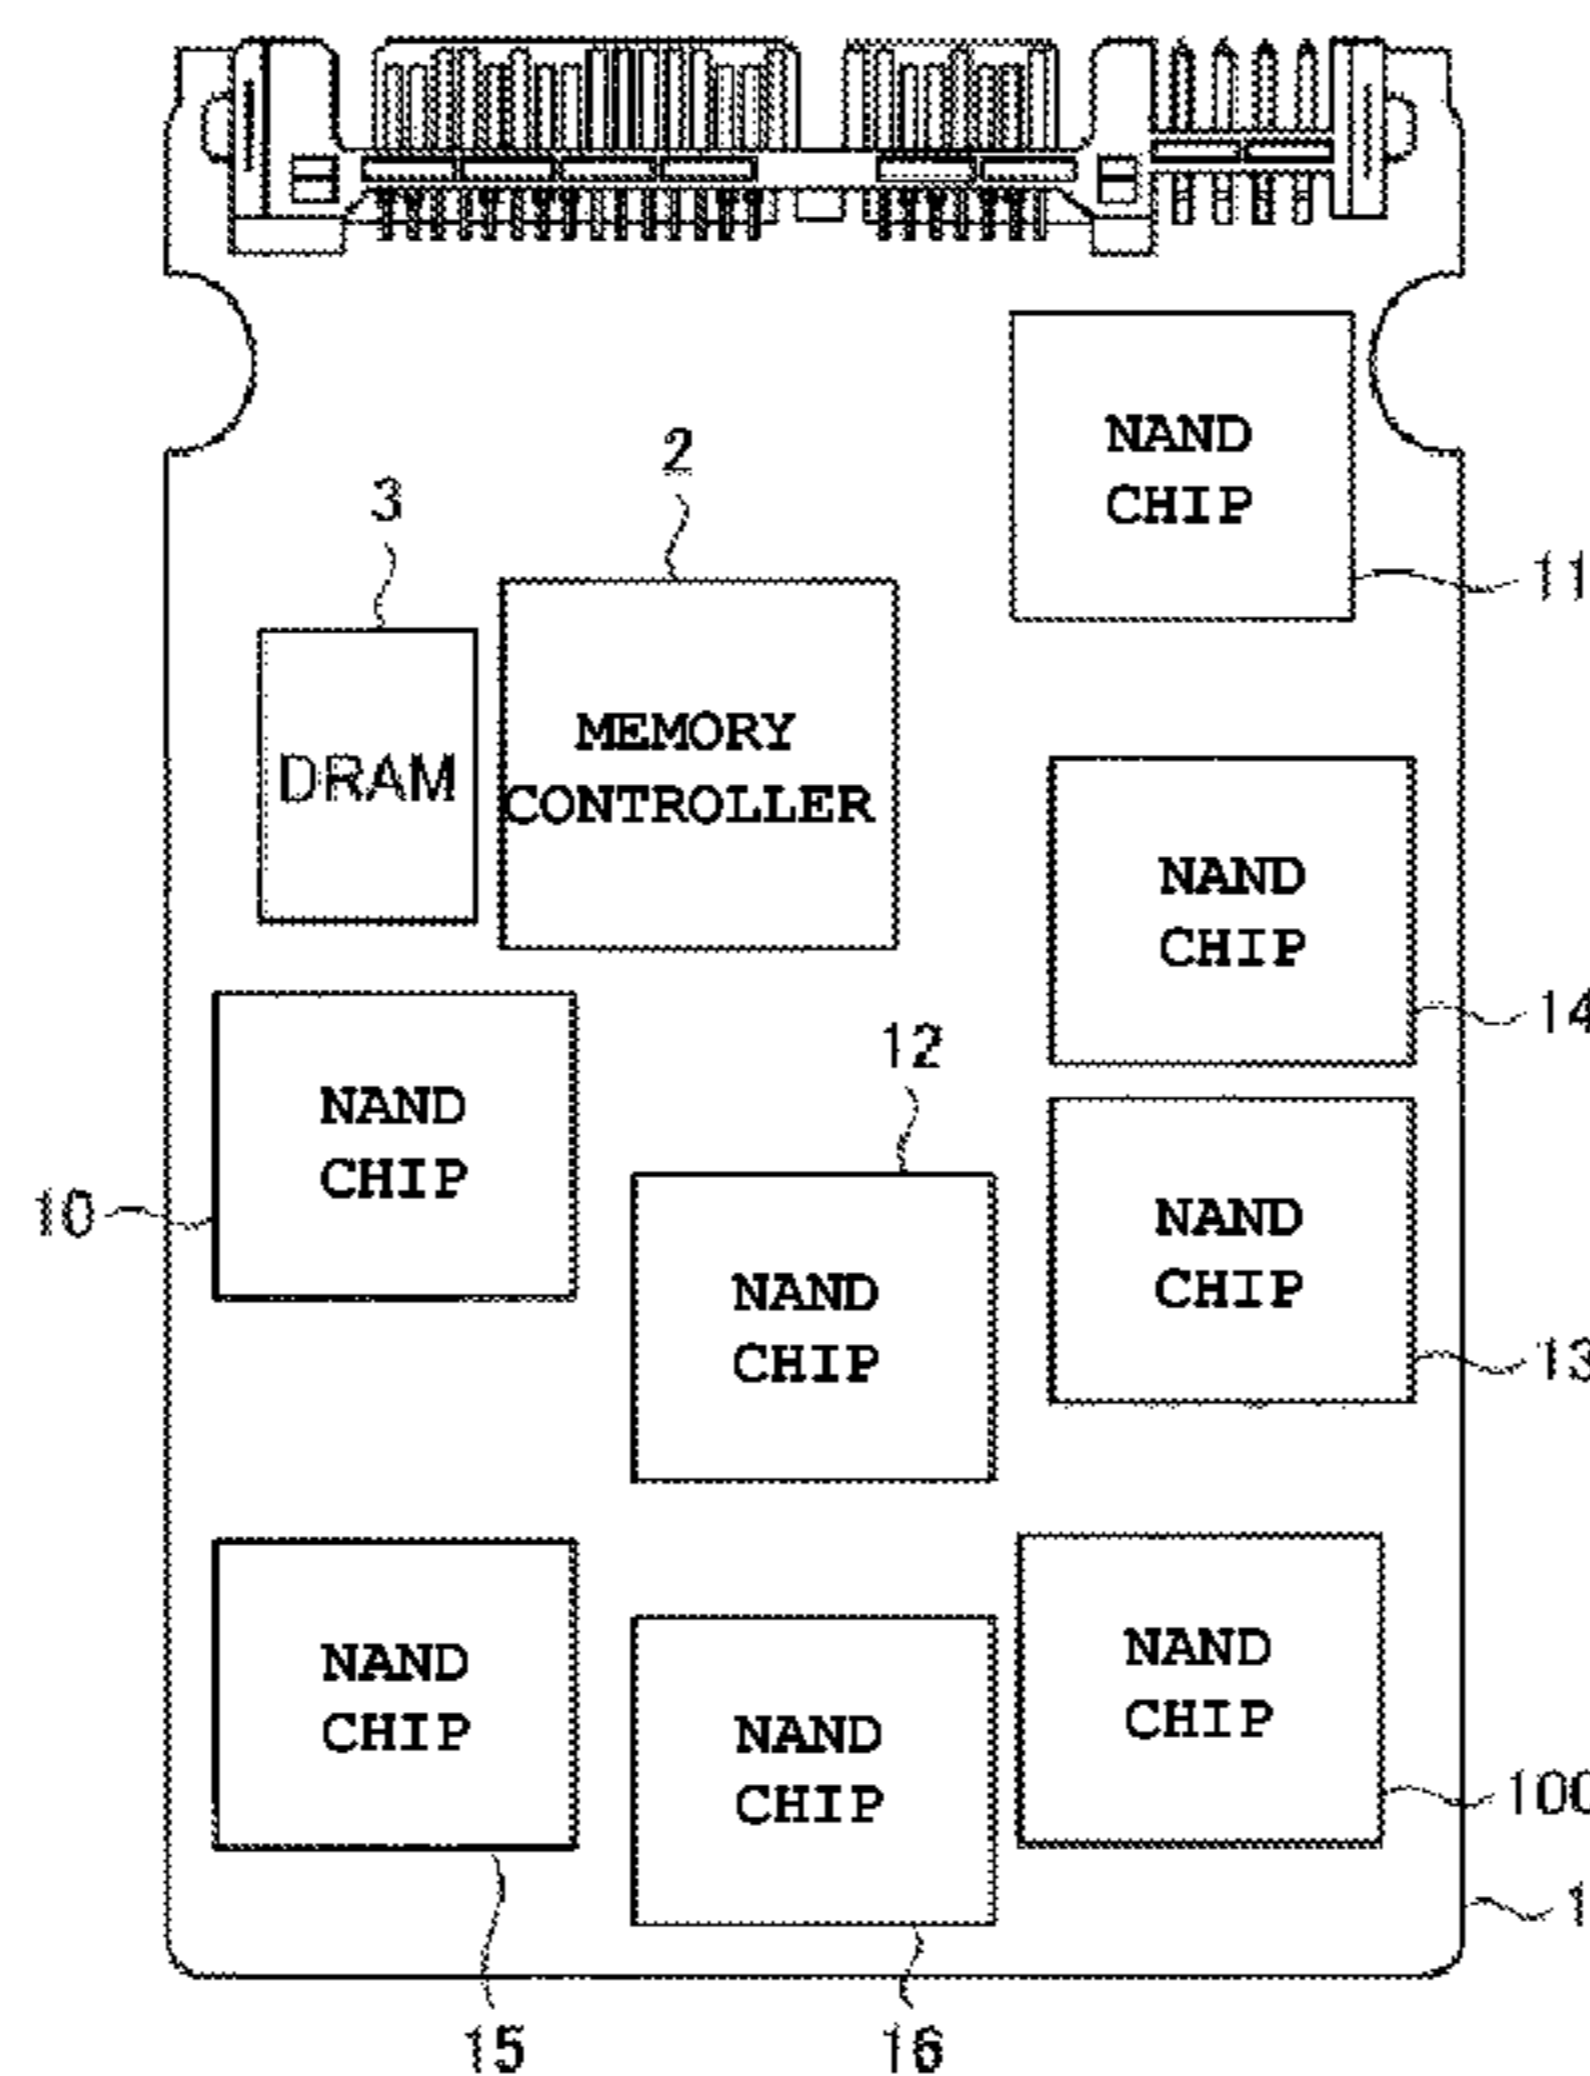 NAND
CHIP
11
2
3
MEMORY
CONTROLLER
DRAM
NAND
CHIP
14
NAND
CHIP
10
12
NAND
CHIP
13
NAND
CHIP
NAND
CHIP
15
NAND
CHIP
16
NAND
CHIP
100
1